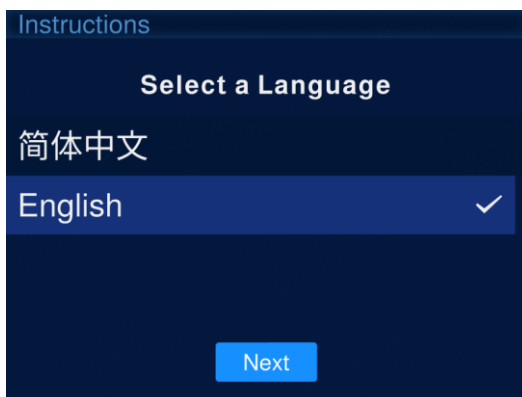 Instructions
Select a Language
简体中文
English
Next